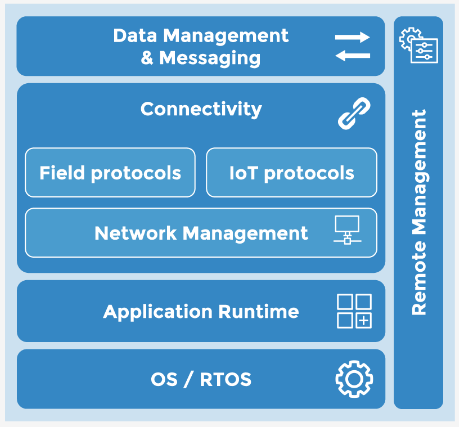 Data Management
& Messaging
Connectivity
Field protocols
IoT protocols
Network Management
Application Runtime
OS / RTOS
Remote Management